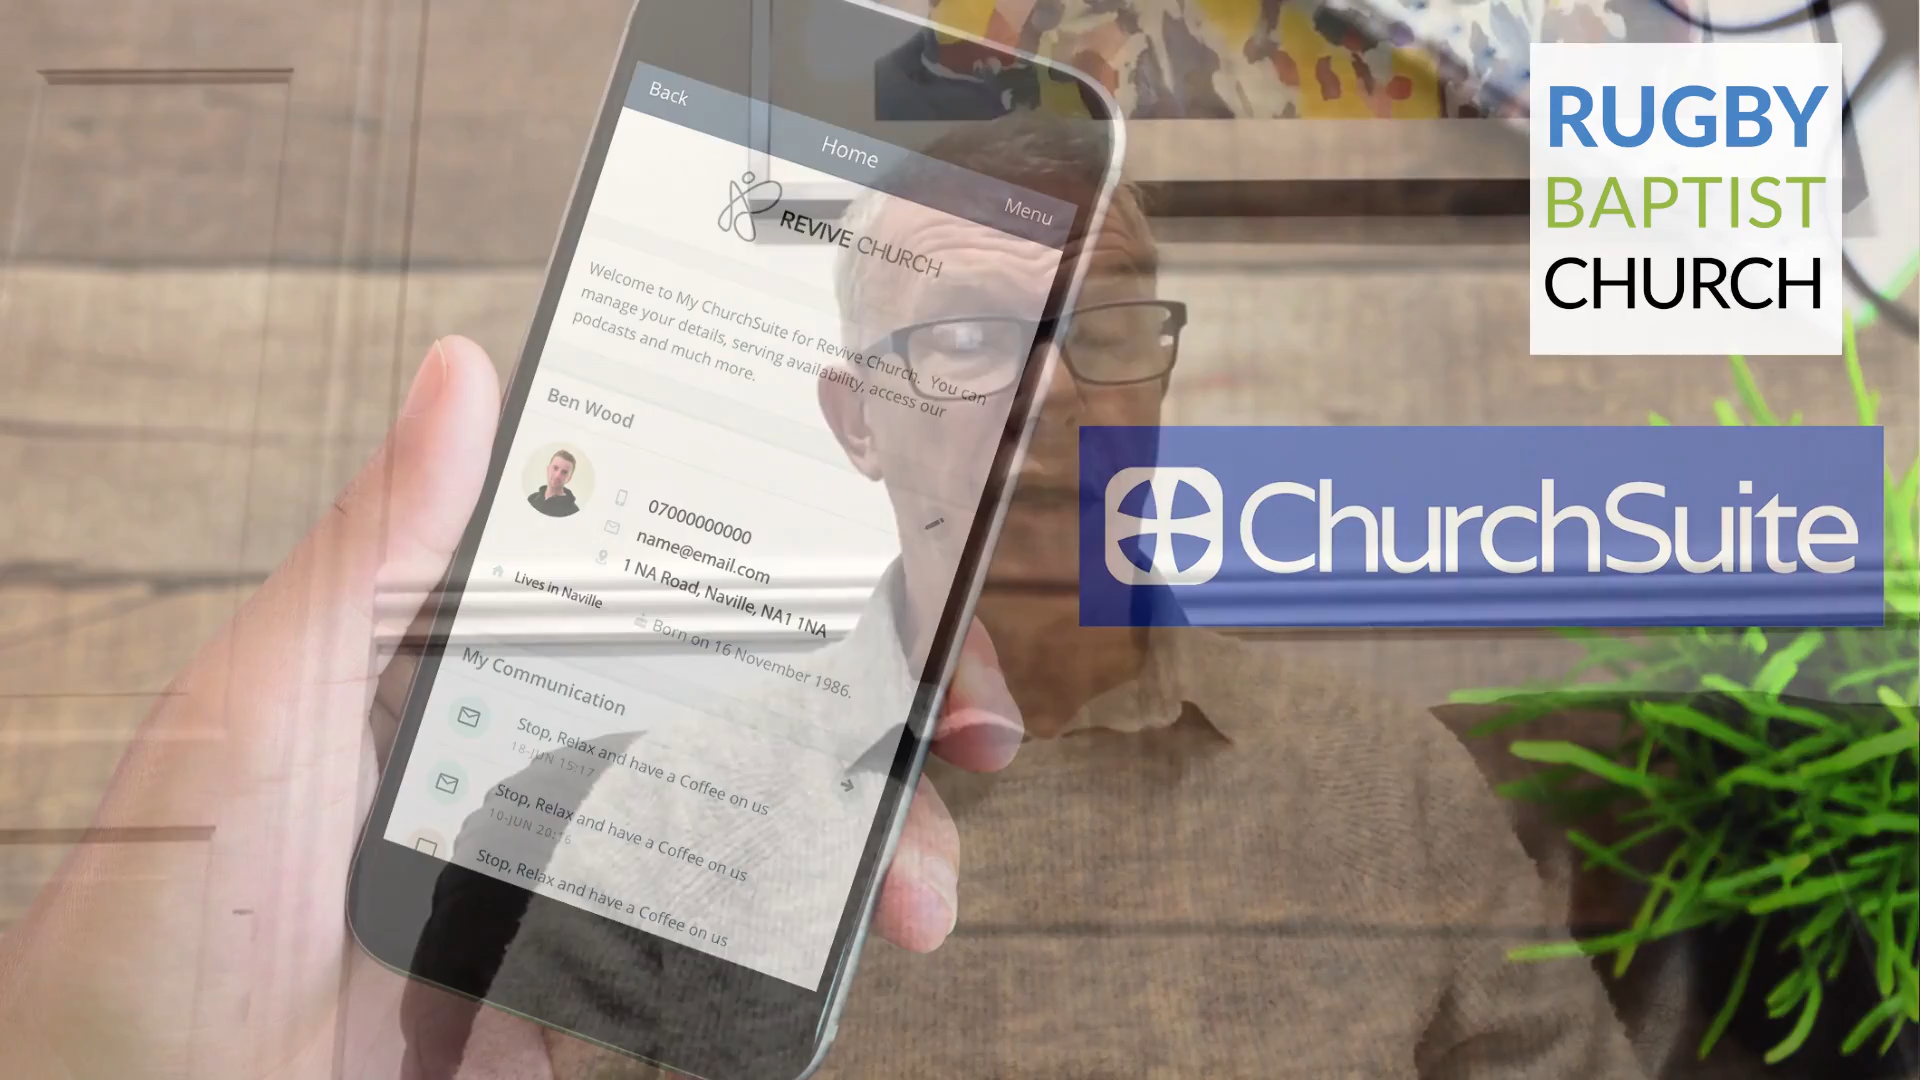 Back
Home
Menu
REVIVE CHURCH
Welcome to My ChurchSuite for Revive Church. You can
manage your details, serving availability, access our
podcasts and much more.
Ben Wood
07000000000
name@email.com
1 NA Road, Naville, NA1 1NA
Lives in Naville
Born on 16 November 1986.
My Communication
Stop, Relax and have a Coffee on us
18-JUN 15:17
Stop, Relax and have a Coffee on us
10-JUN 20:16
Stop, Relax and have a Coffee on us
RUGBY
BAPTIST
CHURCH
ChurchSuite